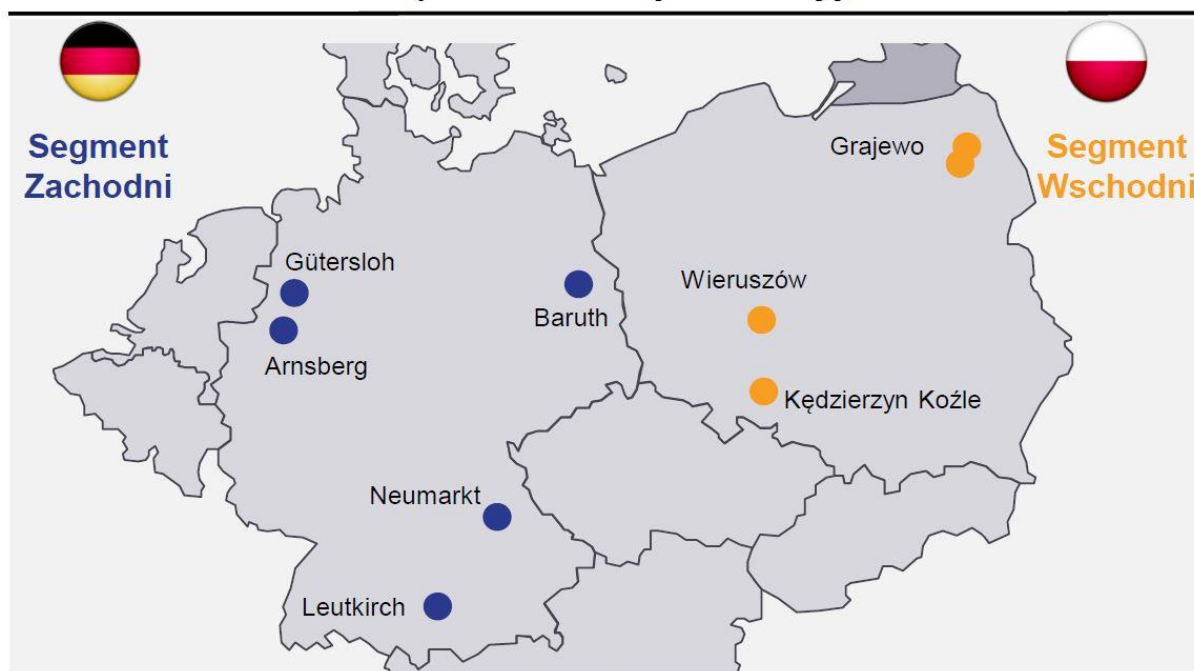 Segment
Zachodni
Grajewo
Segment
Wschodni
Gütersloh
Wieruszów
Baruth
Arnsberg
Kędzierzyn Koźle
Neumarkt
Leutkirch